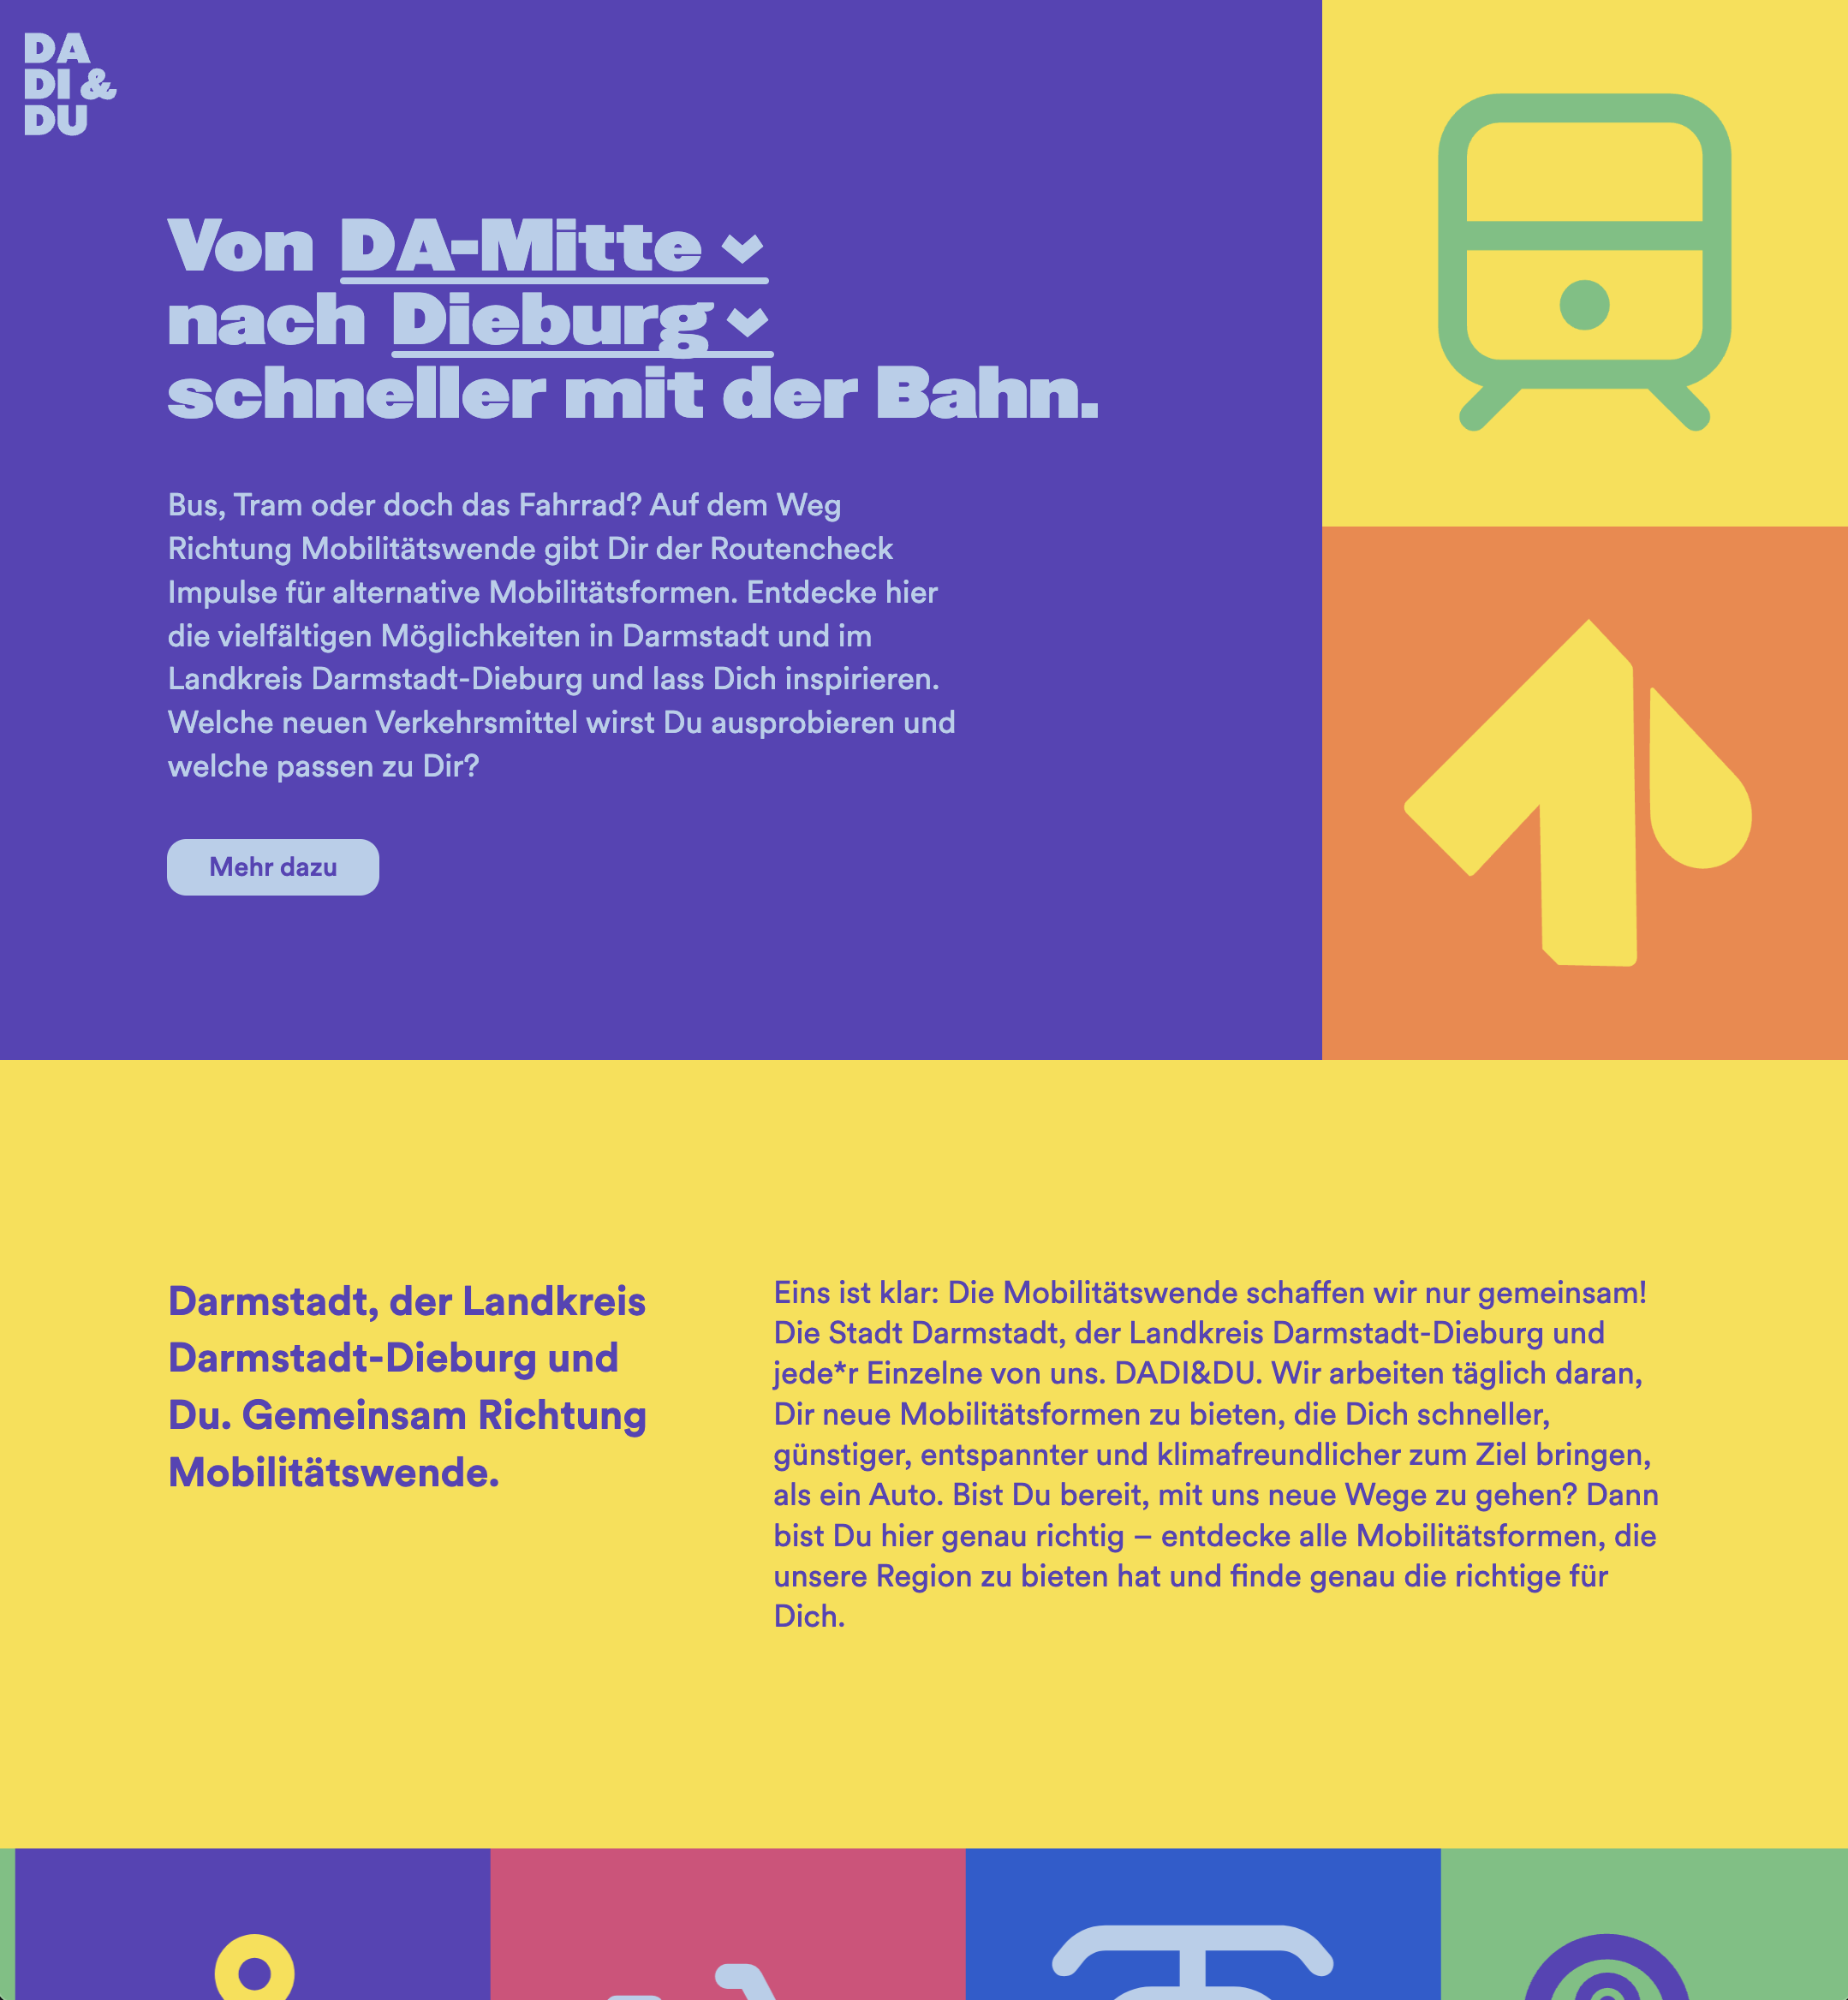 DA
DI &
DU
Von DA-Mitte
nach Dieburg
schneller mit der Bahn.
Bus, Tram oder doch das Fahrrad? Auf dem Weg
Richtung Mobilitätswende gibt Dir der Routencheck
Impulse für alternative Mobilitätsformen. Entdecke hier
die vielfältigen Möglichkeiten in Darmstadt und im
Landkreis Darmstadt-Dieburg und lass Dich inspirieren.
Welche neuen Verkehrsmittel wirst Du ausprobieren und
welche passen zu Dir?
Mehr dazu
Darmstadt, der Landkreis
Darmstadt-Dieburg und
Du. Gemeinsam Richtung
Mobilitätswende.
Eins ist klar: Die Mobilitätswende schaffen wir nur gemeinsam!
Die Stadt Darmstadt, der Landkreis Darmstadt-Dieburg und
jede*r Einzelne von uns. DADI&DU. Wir arbeiten täglich daran,
Dir neue Mobilitätsformen zu bieten, die Dich schneller,
günstiger, entspannter und klimafreundlicher zum Ziel bringen,
als ein Auto. Bist Du bereit, mit uns neue Wege zu gehen? Dann
bist Du hier genau richtig – entdecke alle Mobilitätsformen, die
unsere Region zu bieten hat und finde genau die richtige für
Dich.